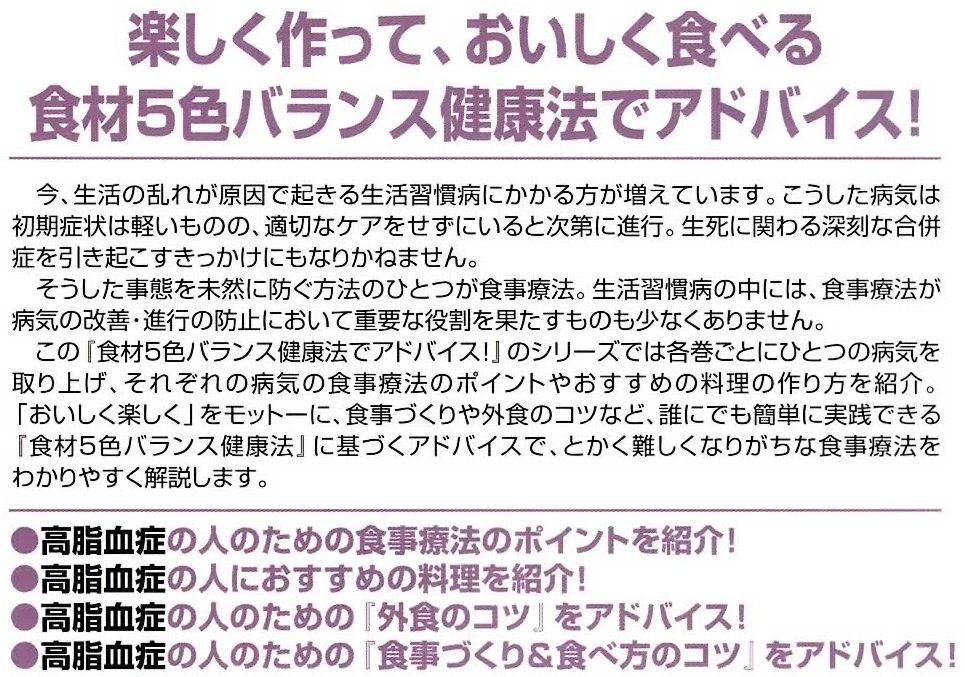 楽しく作って、おいしく食べる
食材5色バランス健康法でアドバイス!
今、生活の乱れが原因で起きる生活習慣病にかかる方が増えています。こうした病気は
初期症状は軽いものの、適切なケアをせずにいると次第に進行。生死に関わる深刻な合併
症を引き起こすきっかけにもなりかねません。
そうした事態を未然に防ぐ方法のひとつが食事療法。生活習慣病の中には、食事療法が
病気の改善・進行の防止において重要な役割を果たすものも少なくありません。
この『食材5色バランス健康法でアドバイス!』のシリーズでは各巻ごとにひとつの病気を
取り上げ、それぞれの病気の食事療法のポイントやおすすめの料理の作り方を紹介。
「おいしく楽しく」をモットーに、食事づくりや外食のコツなど、誰にでも簡単に実践できる
『食材5色バランス健康法』に基づくアドバイスで、とかく難しくなりがちな食事療法を
わかりやすく解説します。
●高脂血症の人のための食事療法のポイントを紹介!
●高脂血症の人におすすめの料理を紹介!
●高脂血症の人のための『外食のコツ』をアドバイス!
●高脂血症の人のための『食事づくり&食べ方のコツ』をアドバイス!